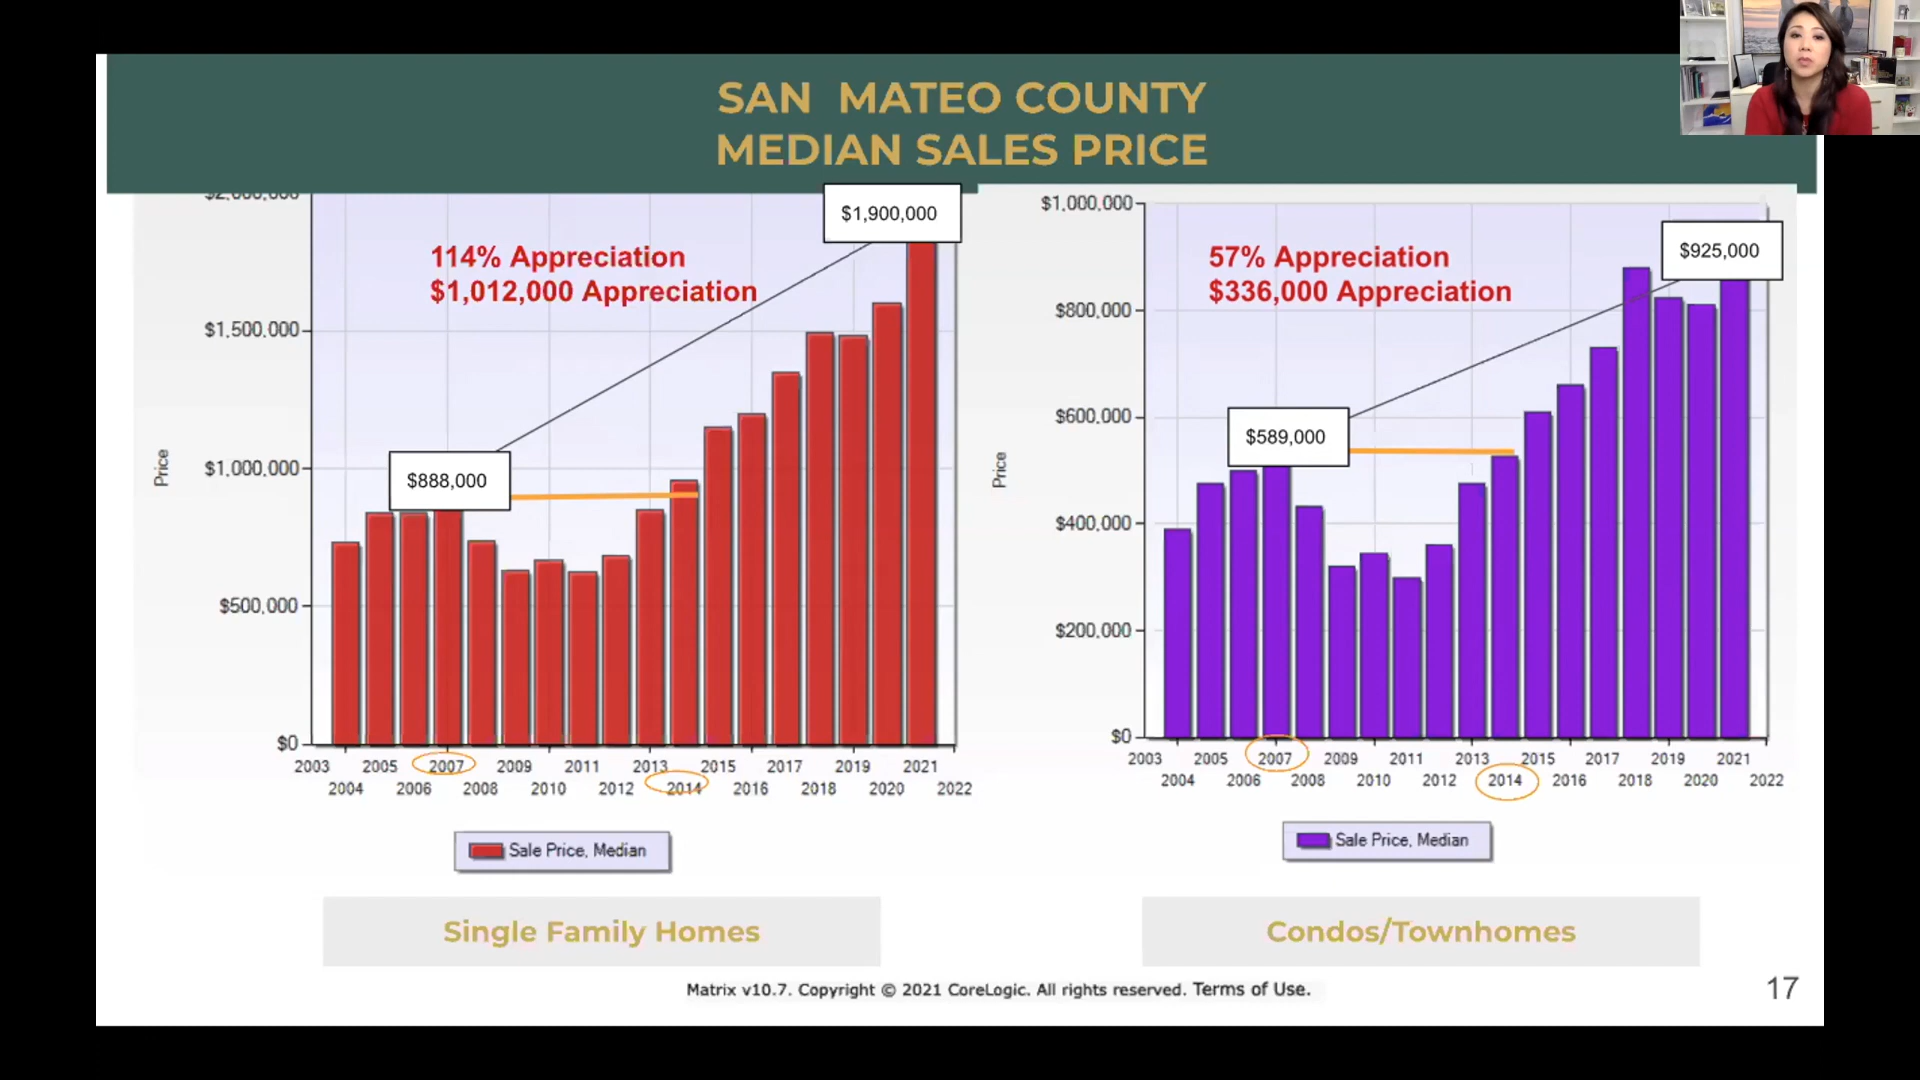 SAN MATEO COUNTY
MEDIAN SALES PRICE
$2,000,000
$1,500,000
$1,000,000
$500,000
$0
Price
114% Appreciation
$1,012,000 Appreciation
$1,900,000
$888,000
2003 2005 2007 2009 2011 2013 2015 2017 2019 2021
2004 2006 2008 2010 2012 2014 2016 2018 2020 2022
Sale Price, Median
Single Family Homes
$1,000,000
$800,000
$600,000
$400,000
$200,000
$0
Price
57% Appreciation
$336,000 Appreciation
$925,000
$589,000
2003 2005 2007 2009 2011 2013 2015 2017 2019 2021
2004 2006 2008 2010 2012 2014 2016 2018 2020 2022
Sale Price, Median
Condos/Townhomes
Matrix v10.7. Copyright © 2021 CoreLogic. All rights reserved. Terms of Use.
17